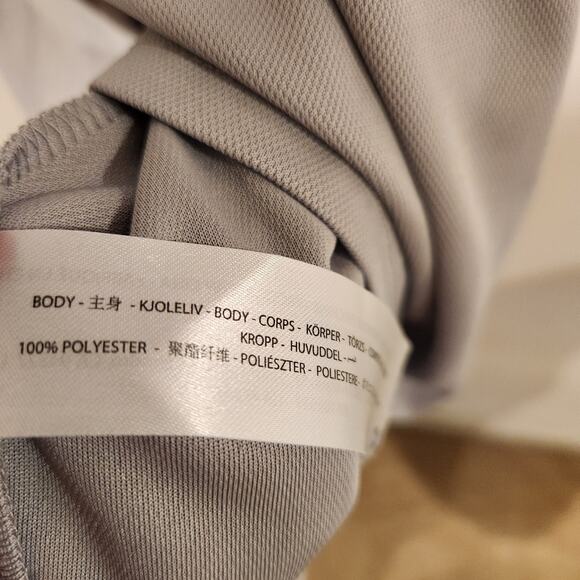 BODY - 主身 - KJOLELIV - BODY - CORPS - KÖRPER - TÖRZS -
KROPP - HUVUDDEL -
100% POLYESTER - 聚酯纤维 - POLIÉSZTER - POLIESTERE -